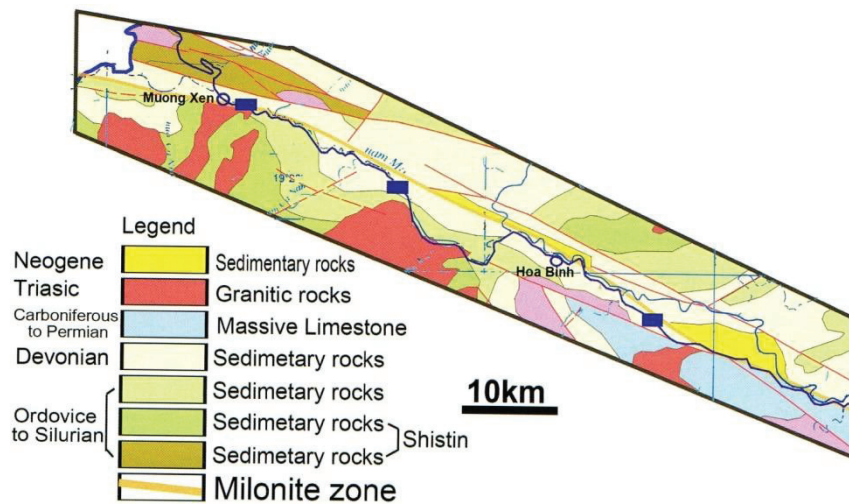 Muong Xen
nam M.
19°2'
Hoa Binh
Legend
Neogene Sedimentary rocks
Triasic Granitic rocks
Carboniferous to Permian Massive Limestone
Devonian Sedimetary rocks
Sedimetary rocks
Ordovice to Silurian Sedimetary rocks Shistin
Sedimetary rocks
Milonite zone
10km